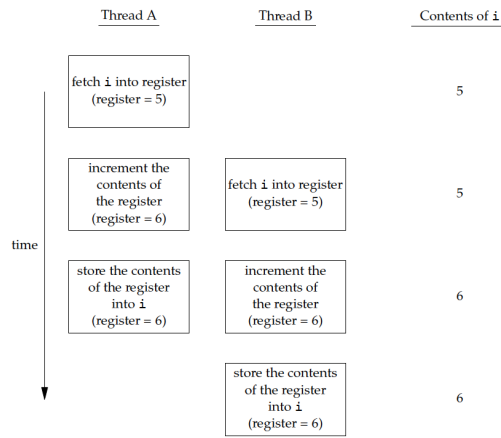 Thread A
Thread B
Contents of i
fetch i into register
(register = 5)
5
increment the
contents of
the register
(register = 6)
fetch i into register
(register = 5)
5
time
store the contents
of the register
into i
(register = 6)
increment the
contents of
the register
(register = 6)
6
store the contents
of the register
into i
(register = 6)
6